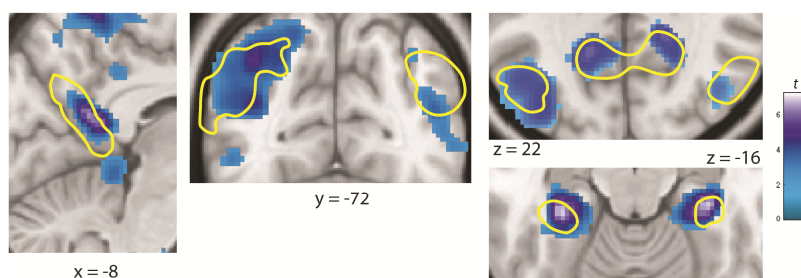 x = -8
y = -72
z = 22
z = -16
t
6
4
2
0